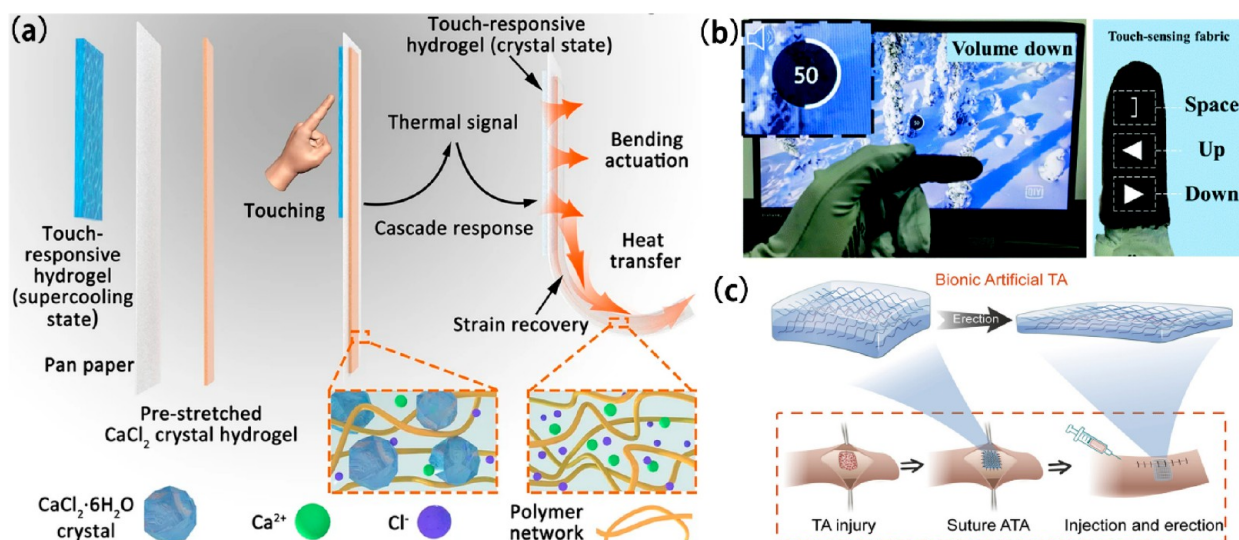 (a)
Touch-
responsive
hydrogel
(supercooling
state)
Pan paper
Pre-stretched
CaCl₂ crystal hydrogel
Touching
Thermal signal
Cascade response
Touch-responsive
hydrogel (crystal state)
Bending
actuation
Heat
transfer
Strain recovery
CaCl₂·6H₂O
crystal
Ca²⁺
Cl⁻
Polymer
network
(b)
50
Volume down
DIY
Touch-sensing fabric
Space
Up
Down
(c)
Bionic Artificial TA
Erection
TA injury
Suture ATA
Injection and erection